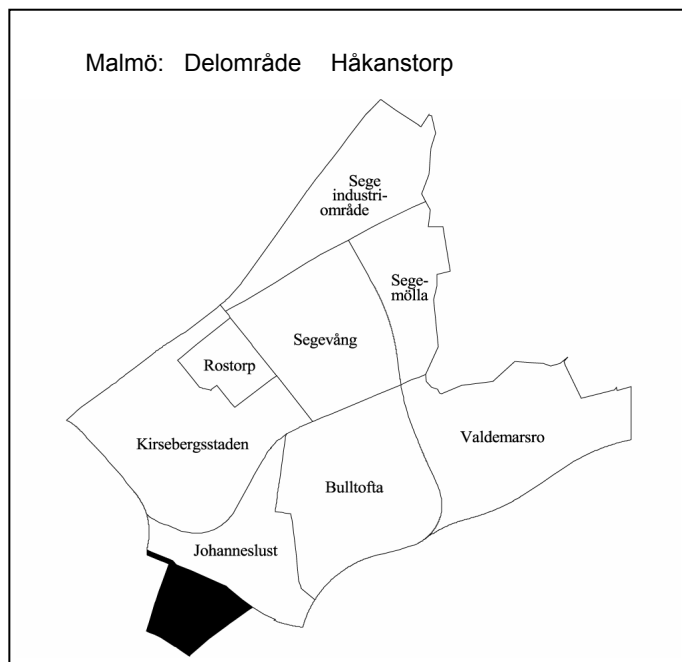 Malmö: Delområde Håkanstorp
Sege
industri-
område
Sege-
mölla
Segevång
Rostorp
Kirsebergsstaden
Valdemarsro
Bulltofta
Johanneslust